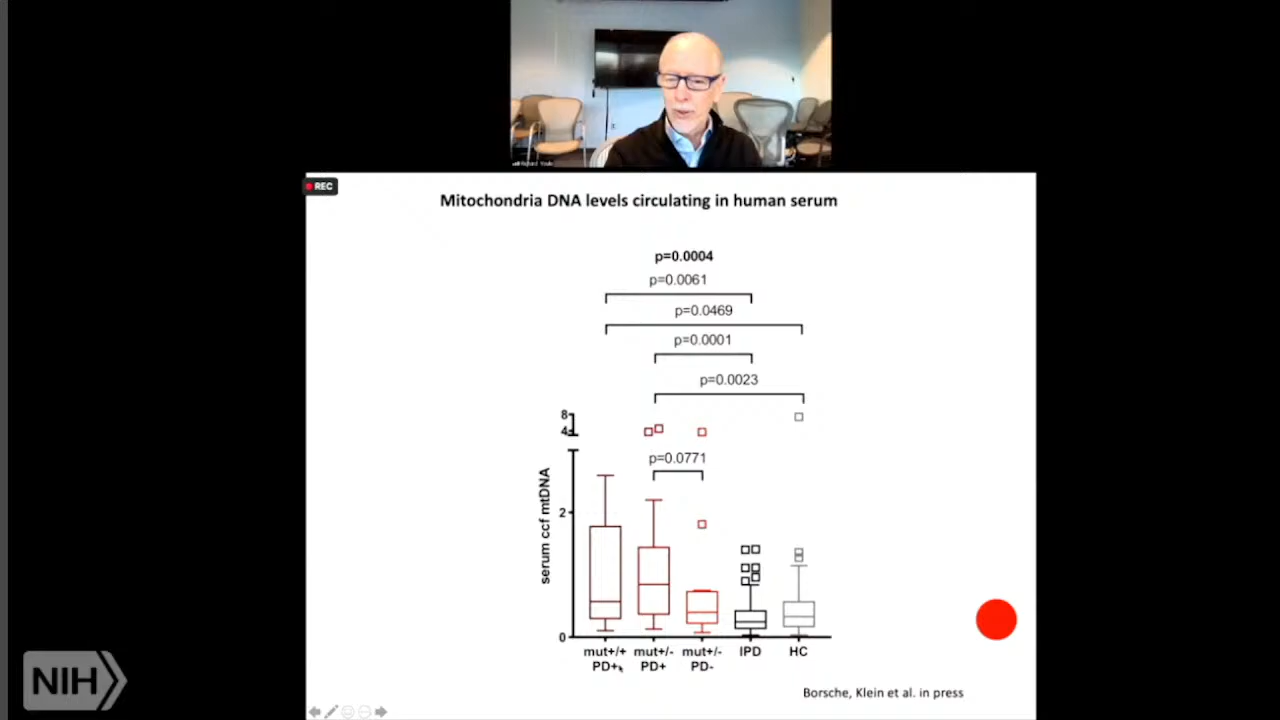 Richard Youle
REC
Mitochondria DNA levels circulating in human serum
p=0.0004
p=0.0061
p=0.0469
p=0.0001
p=0.0023
8
4
p=0.0771
serum ccf mtDNA
2
0
mut+/+ mut+/- mut+/- IPD HC
PD+ PD+ PD-
Borsche, Klein et al. in press
NIH